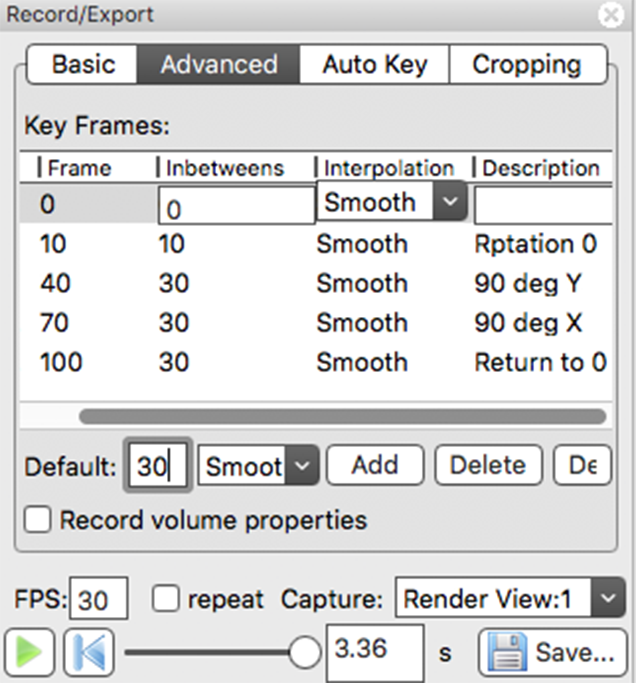 Record/Export
Basic Advanced Auto Key Cropping
Key Frames:
Frame Inbetweens Interpolation Description
0 0 Smooth
10 10 Smooth Rptation 0
40 30 Smooth 90 deg Y
70 30 Smooth 90 deg X
100 30 Smooth Return to 0
Default: 30 Smoot Add Delete De
Record volume properties
FPS: 30 repeat Capture: Render View:1
3.36 s Save...